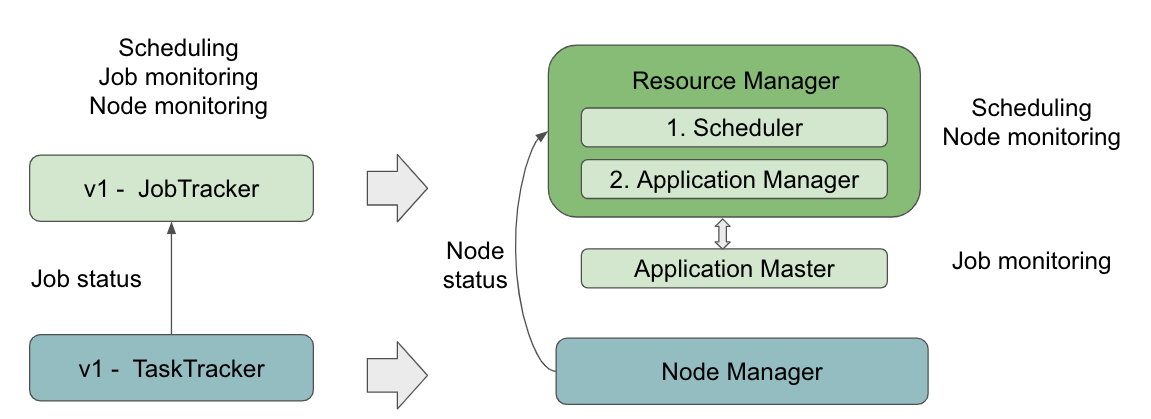 Scheduling
Job monitoring
Node monitoring
v1 -  JobTracker
Job status
v1 -  TaskTracker
Resource Manager
1. Scheduler
2. Application Manager
Scheduling
Node monitoring
Node
status
Application Master
Job monitoring
Node Manager